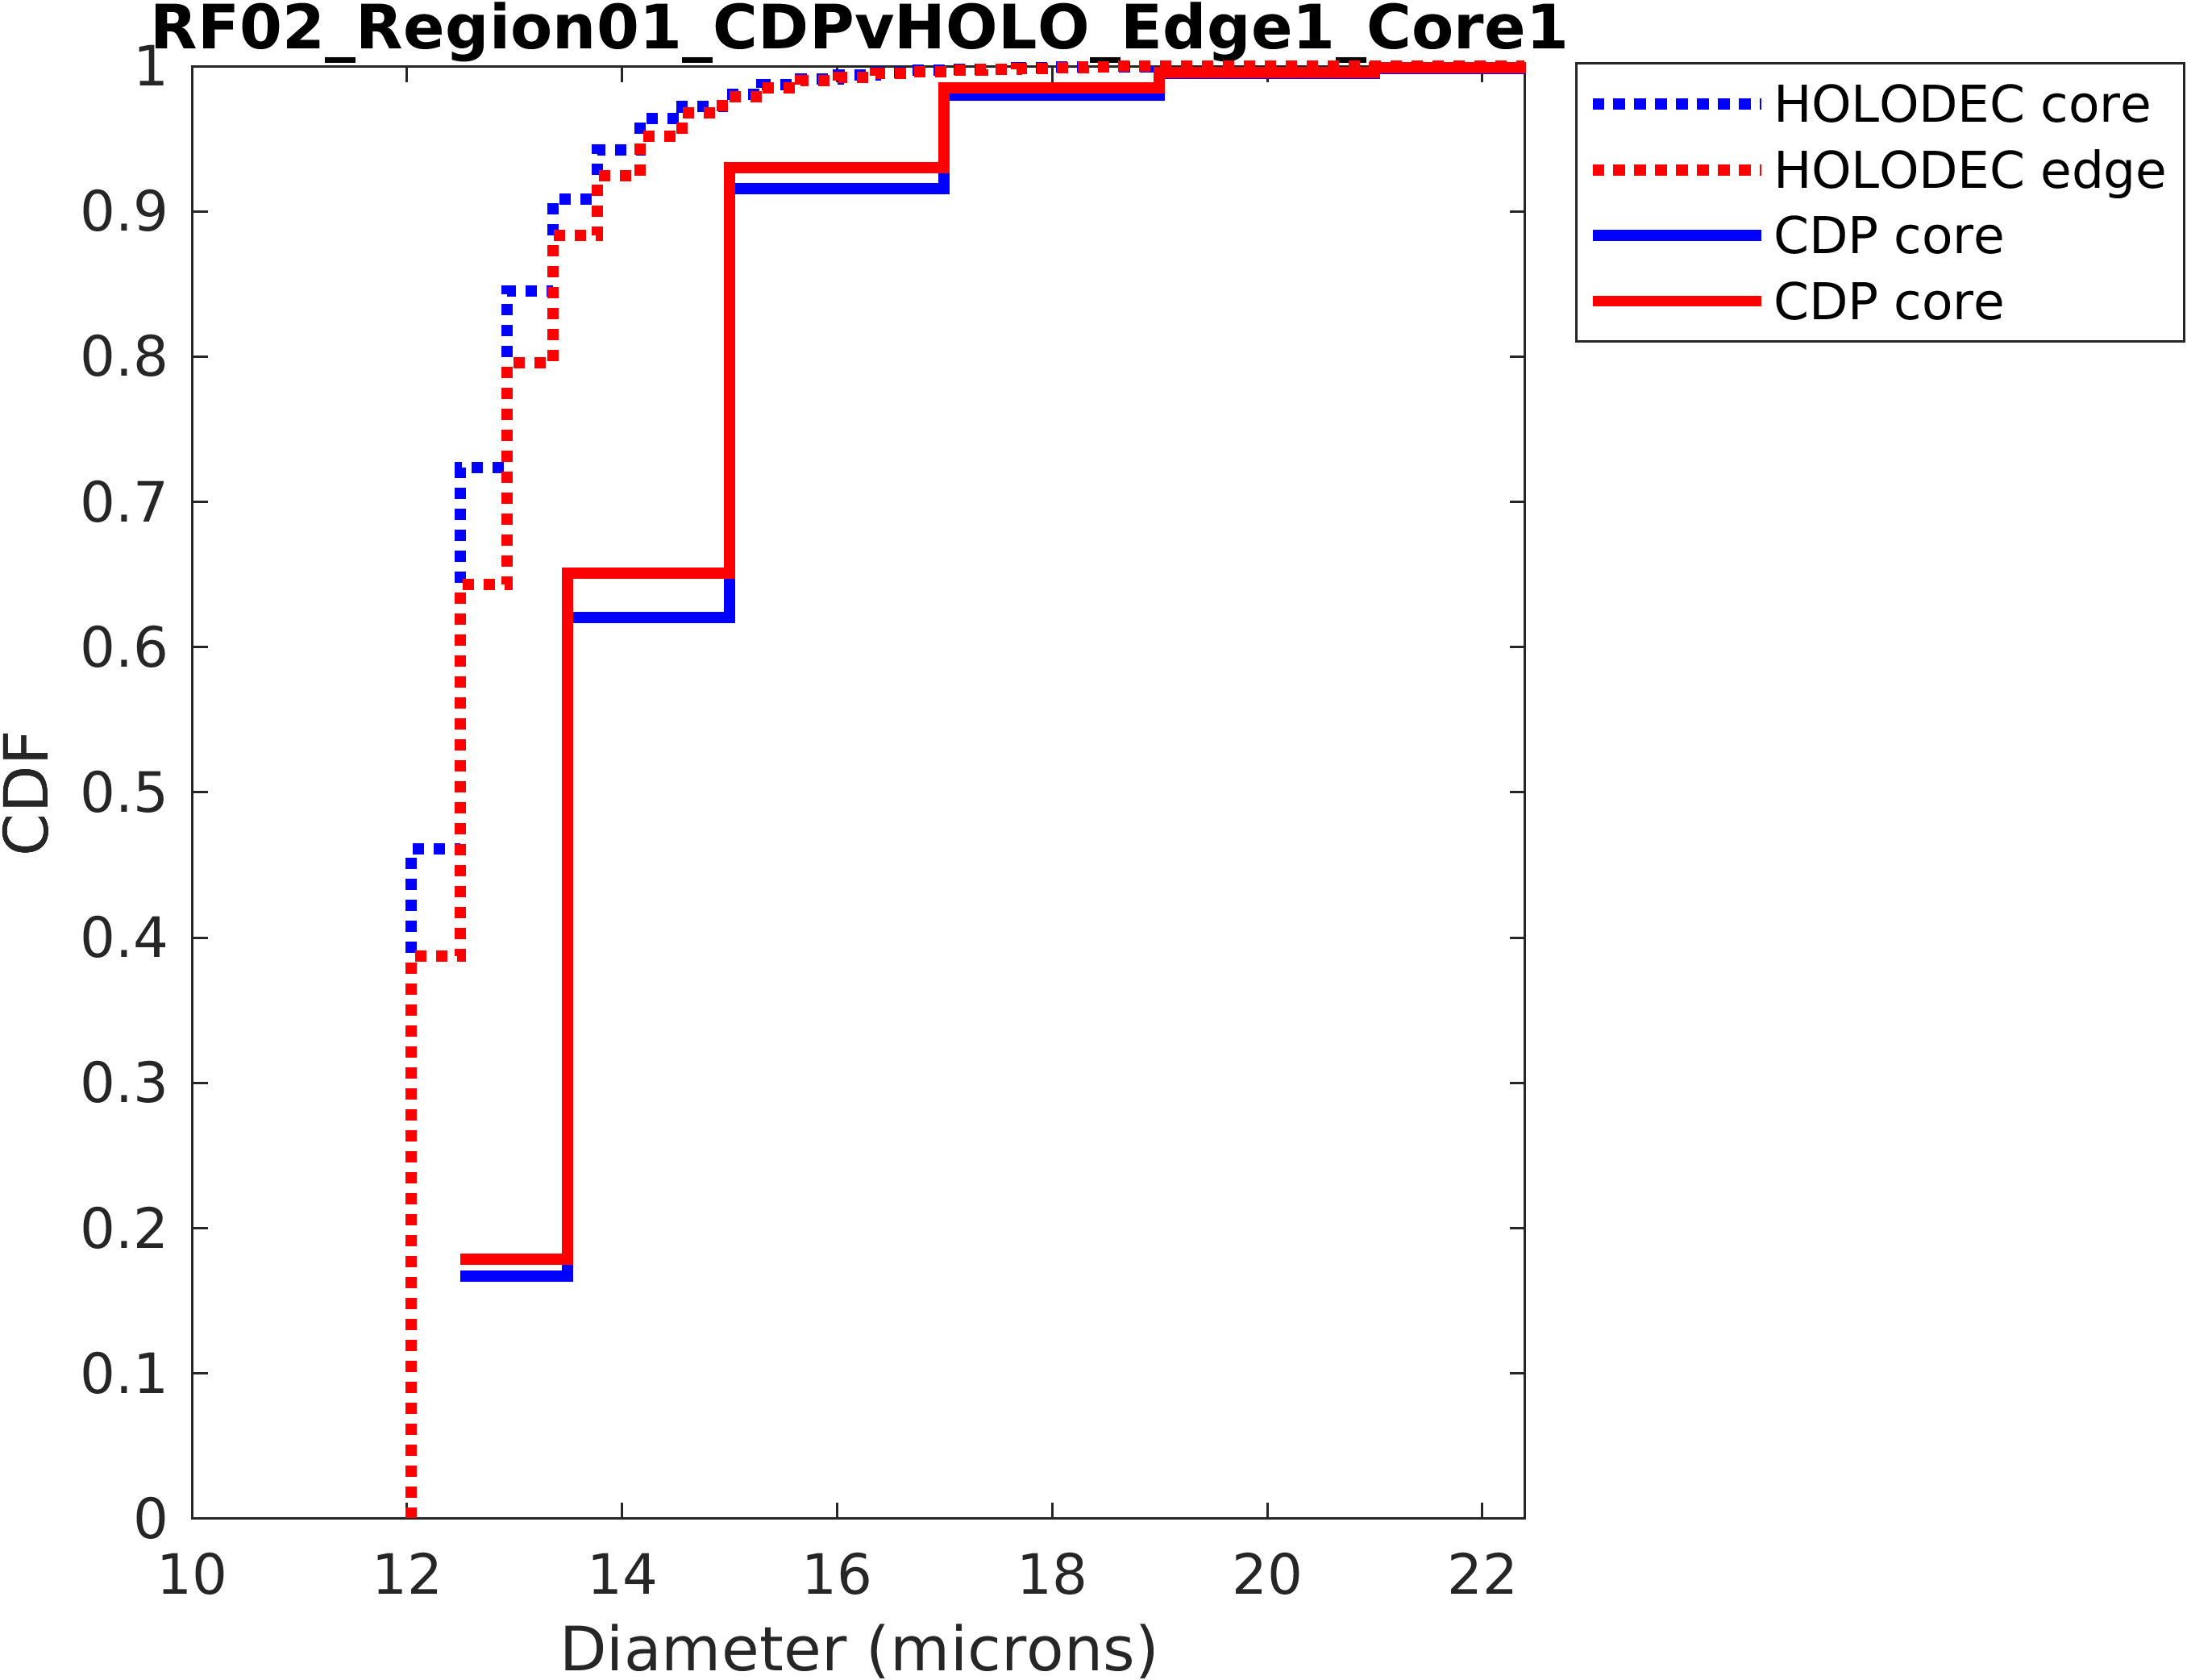 RF02_Region01_CDPvHOLO_Edge1_Core1
1
0.9
0.8
0.7
0.6
0.5
0.4
0.3
0.2
0.1
0
CDF
10 12 14 16 18 20 22
Diameter (microns)
HOLODEC core
HOLODEC edge
CDP core
CDP core